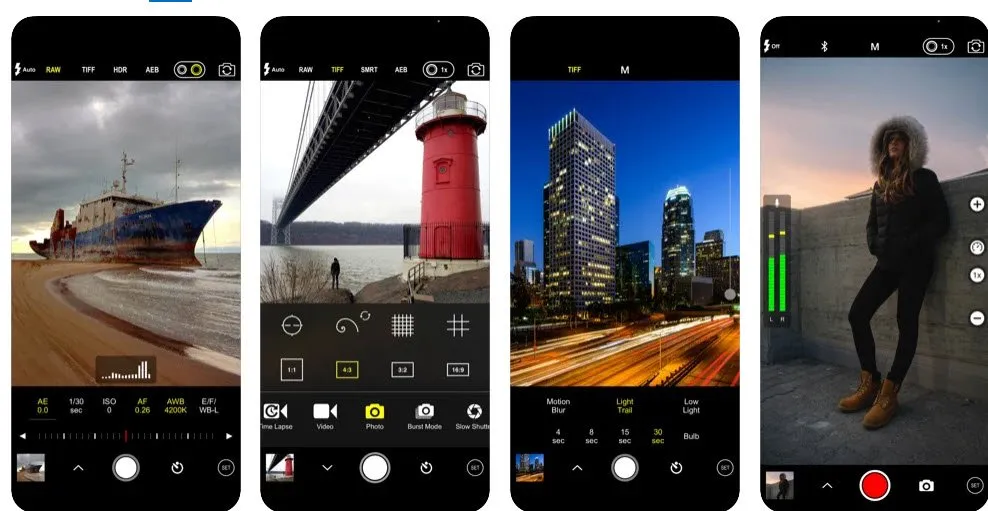 Auto RAW TIFF HDR AEB
AE 1/30 ISO AF AWB E/F/
0.0 sec 0 0.26 4200K WB-L
SET
Auto RAW TIFF SMRT AEB 1x
1:1 4:3 3:2 16:9
Time Lapse Video Photo Burst Mode Slow Shutte
SET
TIFF M
Motion Light Low
Blur Trail Light
4 8 15 30 Bulb
sec sec sec sec
SET
Off M 1x
1x
L R
SET